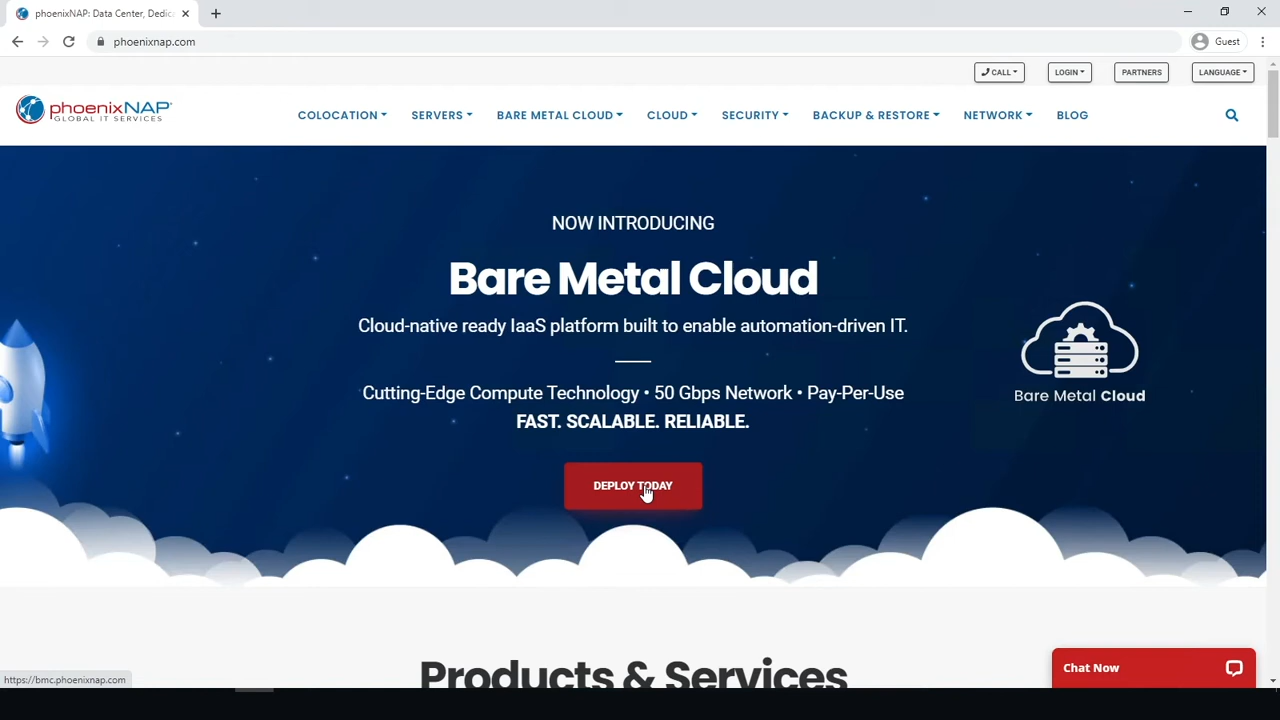 phoenixNAP: Data Center, Dedic
phoenixnap.com
Guest
CALL
LOGIN
PARTNERS
LANGUAGE
phoenixNAP
GLOBAL IT SERVICES
COLOCATION
SERVERS
BARE METAL CLOUD
CLOUD
SECURITY
BACKUP & RESTORE
NETWORK
BLOG
NOW INTRODUCING
Bare Metal Cloud
Cloud-native ready IaaS platform built to enable automation-driven IT.
Cutting-Edge Compute Technology • 50 Gbps Network • Pay-Per-Use
FAST. SCALABLE. RELIABLE.
Bare Metal Cloud
DEPLOY TODAY
Products & Services
Chat Now
https://bmc.phoenixnap.com